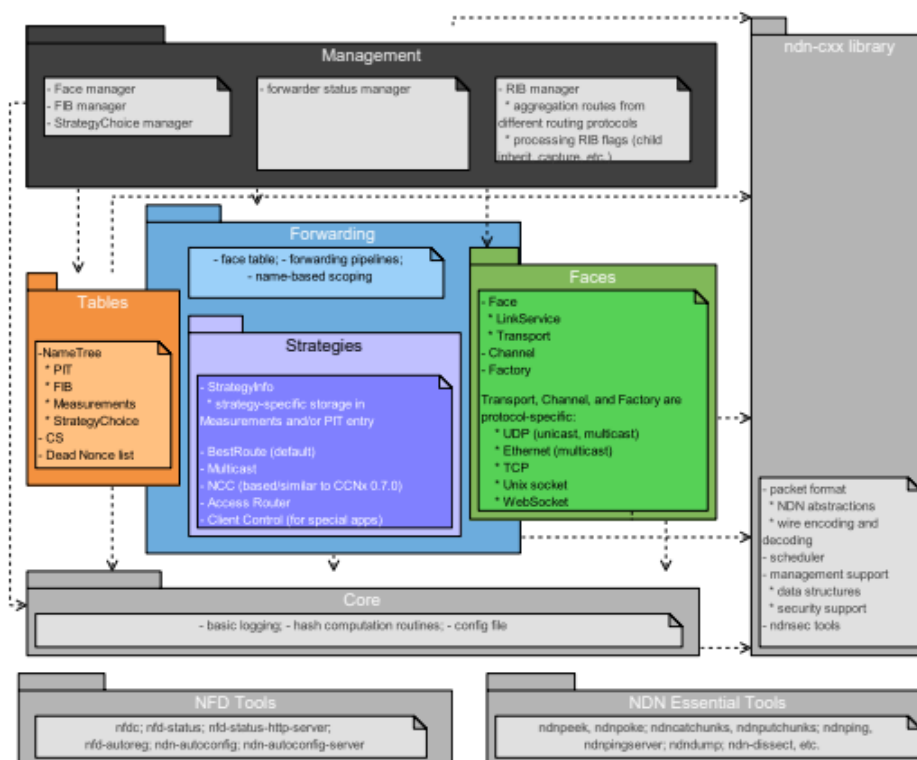 Management
- Face manager
- FIB manager
- StrategyChoice manager
- forwarder status manager
- RIB manager
* aggregation routes from
different routing protocols
* processing RIB flags (child
inherit, capture, etc.)
ndn-cxx library
Forwarding
- face table; - forwarding pipelines;
- name-based scoping
Tables
-NameTree
* PIT
* FIB
* Measurements
* StrategyChoice
- CS
- Dead Nonce list
Strategies
- StrategyInfo
* strategy-specific storage in
Measurements and/or PIT entry
- BestRoute (default)
- Multicast
- NCC (based/similar to CCNx 0.7.0)
- Access Router
- Client Control (for special apps)
Faces
- Face
* LinkService
* Transport
- Channel
- Factory
Transport, Channel, and Factory are
protocol-specific:
* UDP (unicast, multicast)
* Ethernet (multicast)
* TCP
* Unix socket
* WebSocket
- packet format
* NDN abstractions
* wire encoding and
decoding
- scheduler
- management support
* data structures
* security support
- ndnsec tools
Core
- basic logging; - hash computation routines; - config file
NFD Tools
nfdc; nfd-status; nfd-status-http-server;
nfd-autoreg; ndn-autoconfig; ndn-autoconfig-server
NDN Essential Tools
ndnpeek, ndnpoke; ndncatchunks, ndnputchunks; ndnping,
ndnpingserver; ndndump; ndn-dissect, etc.